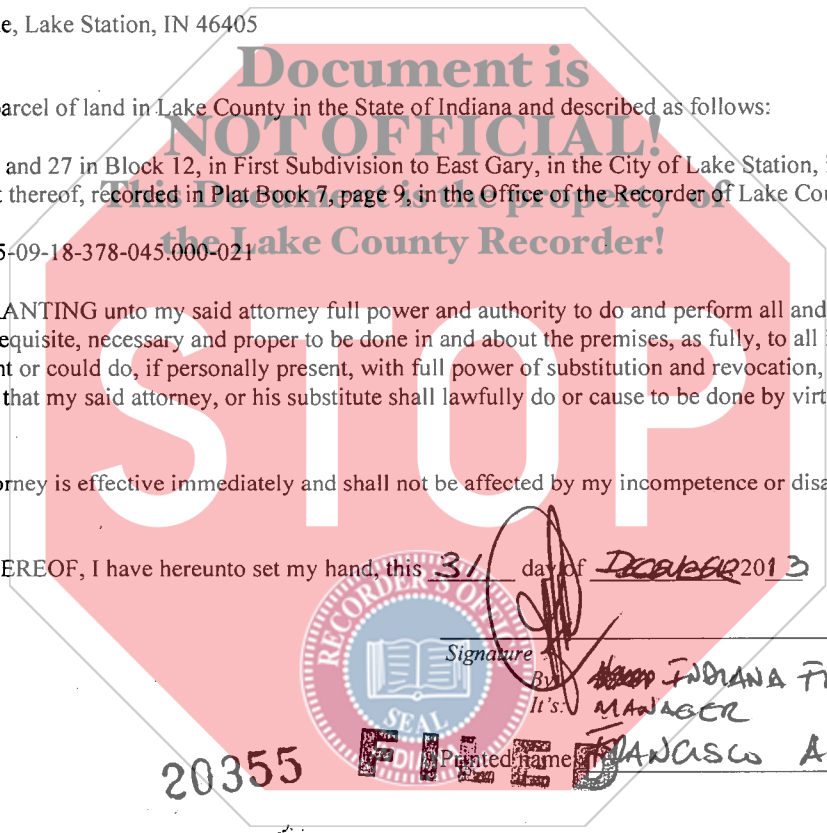 e, Lake Station, IN 46405
Document is
arcel of land in Lake County in the State of Indiana and described as follows:
NOT OFFICIAL!
and 27 in Block 12, in First Subdivision to East Gary, in the City of Lake Station,
This Document is the property of
t thereof, recorded in Plat Book 7, page 9, in the Office of the Recorder of Lake Cou
the Lake County Recorder!
5-09-18-378-045.000-021
ANTING unto my said attorney full power and authority to do and perform all and
equisite, necessary and proper to be done in and about the premises, as fully, to all
nt or could do, if personally present, with full power of substitution and revocation,
that my said attorney, or his substitute shall lawfully do or cause to be done by virt
STOP
orney is effective immediately and shall not be affected by my incompetence or disa
EREOF, I have hereunto set my hand, this 31 day of DECEMBER 2013
RECORDER'S OFFICE
SEAL
INDIANA
Signature
By: INDIANA
It's: MANAGER
Printed name FRANCISCO A
20355
FILED